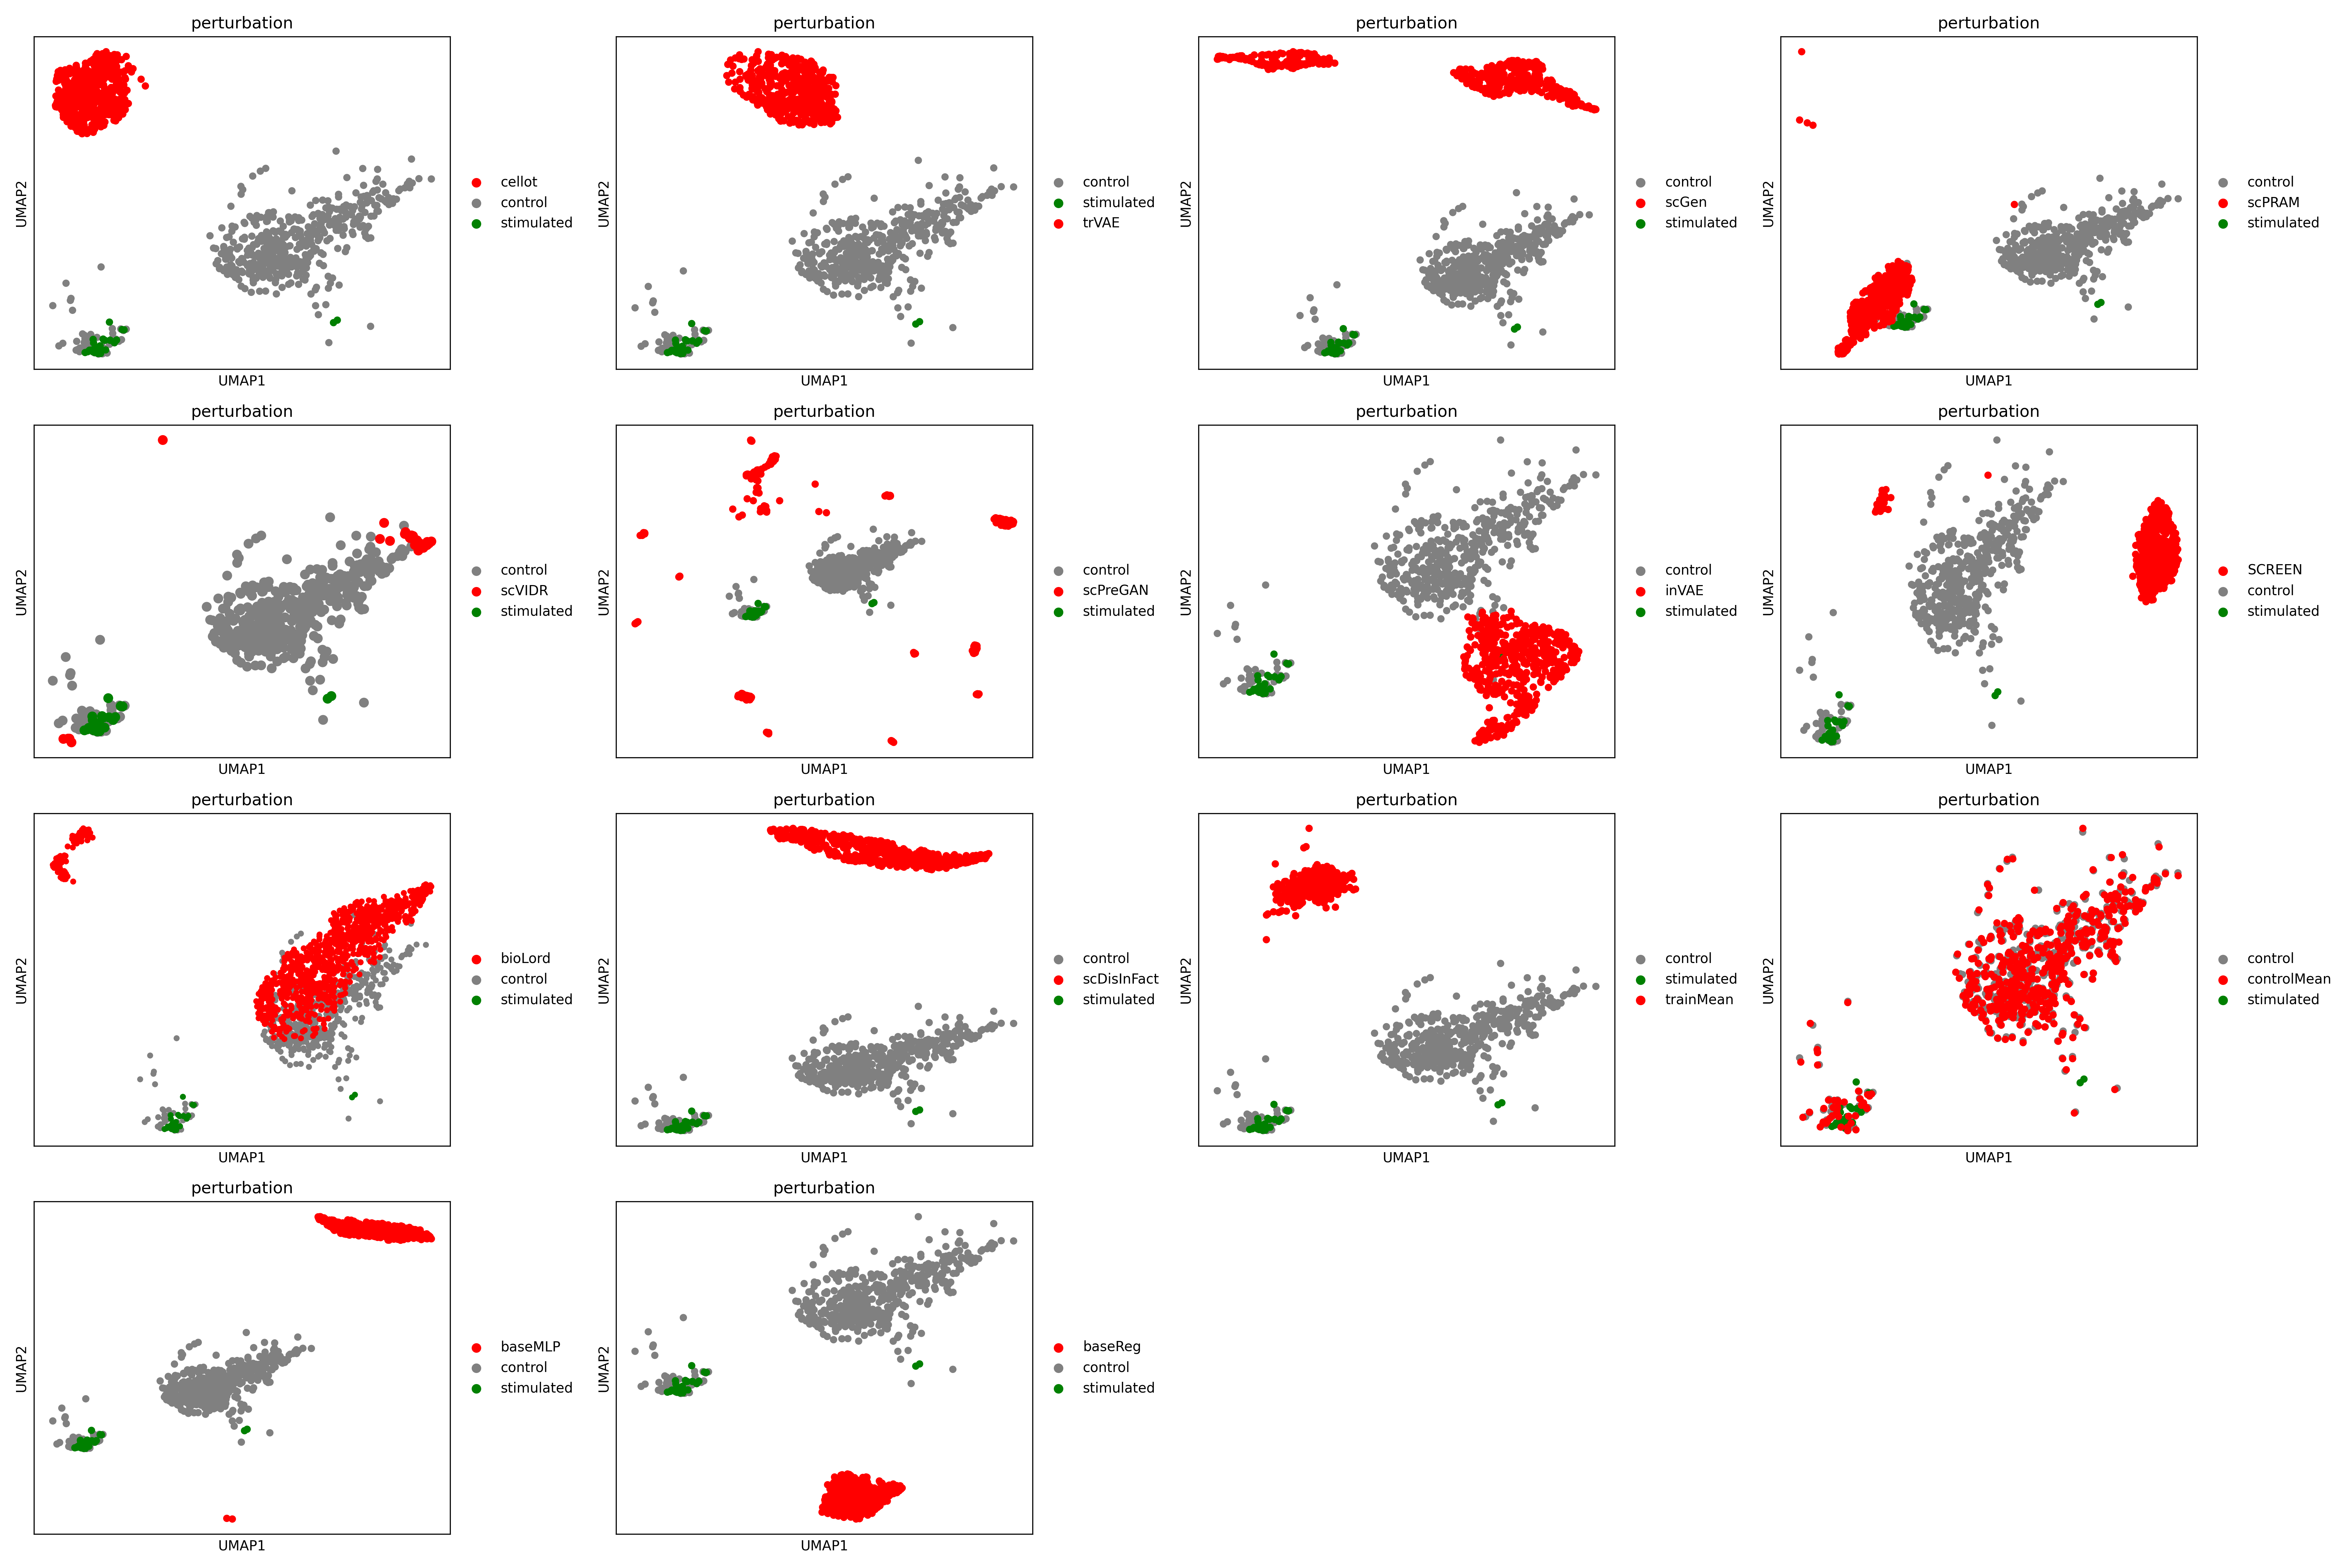 perturbation
UMAP2
UMAP1
cellot
control
stimulated
perturbation
UMAP2
UMAP1
control
stimulated
trVAE
perturbation
UMAP2
UMAP1
control
scGen
stimulated
perturbation
UMAP2
UMAP1
control
scPRAM
stimulated
perturbation
UMAP2
UMAP1
control
scVIDR
stimulated
perturbation
UMAP2
UMAP1
control
scPreGAN
stimulated
perturbation
UMAP2
UMAP1
control
inVAE
stimulated
perturbation
UMAP2
UMAP1
SCREEN
control
stimulated
perturbation
UMAP2
UMAP1
bioLord
control
stimulated
perturbation
UMAP2
UMAP1
control
scDisInFact
stimulated
perturbation
UMAP2
UMAP1
control
stimulated
trainMean
perturbation
UMAP2
UMAP1
control
controlMean
stimulated
perturbation
UMAP2
UMAP1
baseMLP
control
stimulated
perturbation
UMAP2
UMAP1
baseReg
control
stimulated